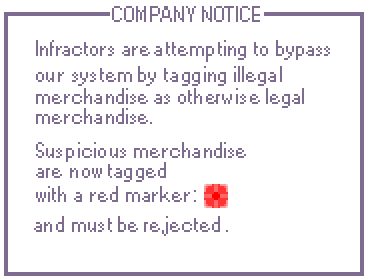 COMPANY NOTICE
Infractors are attempting to bypass
our system by tagging illegal
merchandise as otherwise legal
merchandise.
Suspicious merchandise
are now tagged
with a red marker:
and must be rejected.